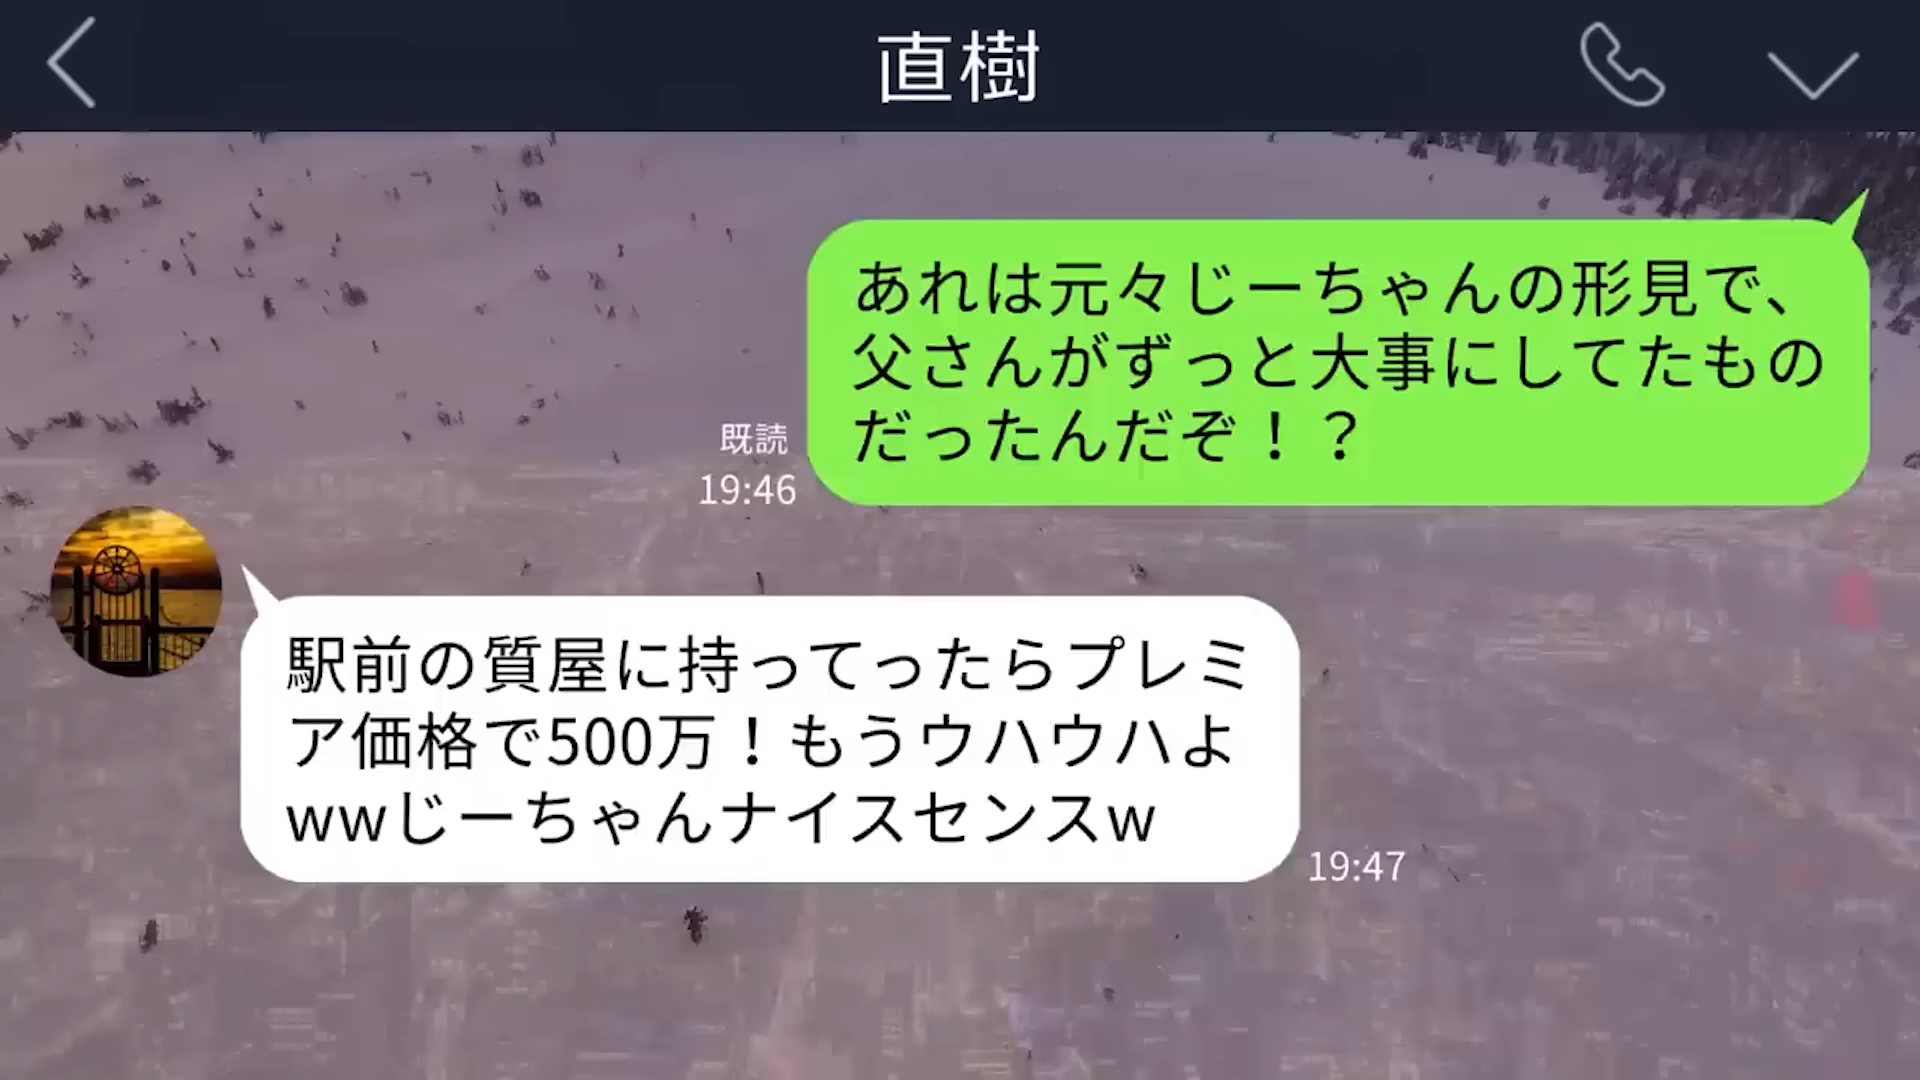 直樹
あれは元々じーちゃんの形見で、
父さんがずっと大事にしてたもの
だったんだぞ！？
既読
19:46
駅前の質屋に持ってったらプレミ
ア価格で500万！もうウハウハよ
wwじーちゃんナイスセンスw
19:47